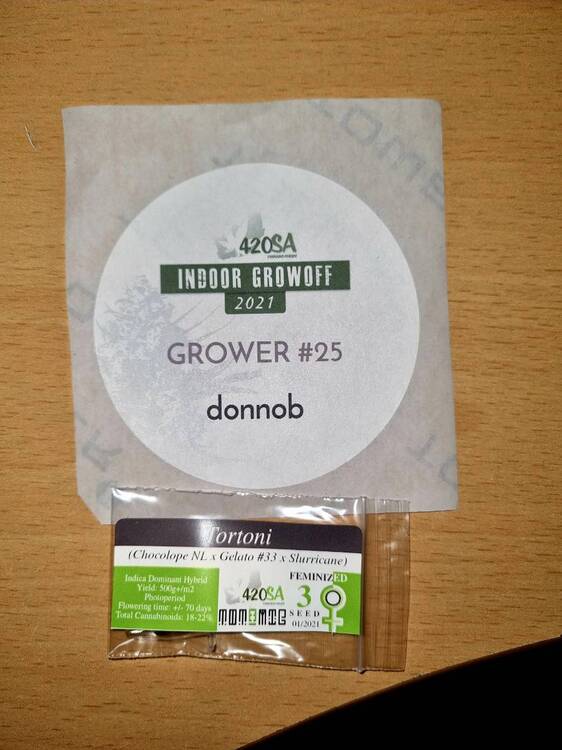 420SA
INDOOR GROWOFF
2021
GROWER #25
donnob
Tortoni
(Chocolope NL x Gelato #33 x Slurricane)
Indica Dominant Hybrid
Yield: 500g+/m2
Photoperiod
Flowering time: +/- 70 days
Total Cannabinoids: 18-22%
420SA
FEMINIZED
3
SEED
01/2021